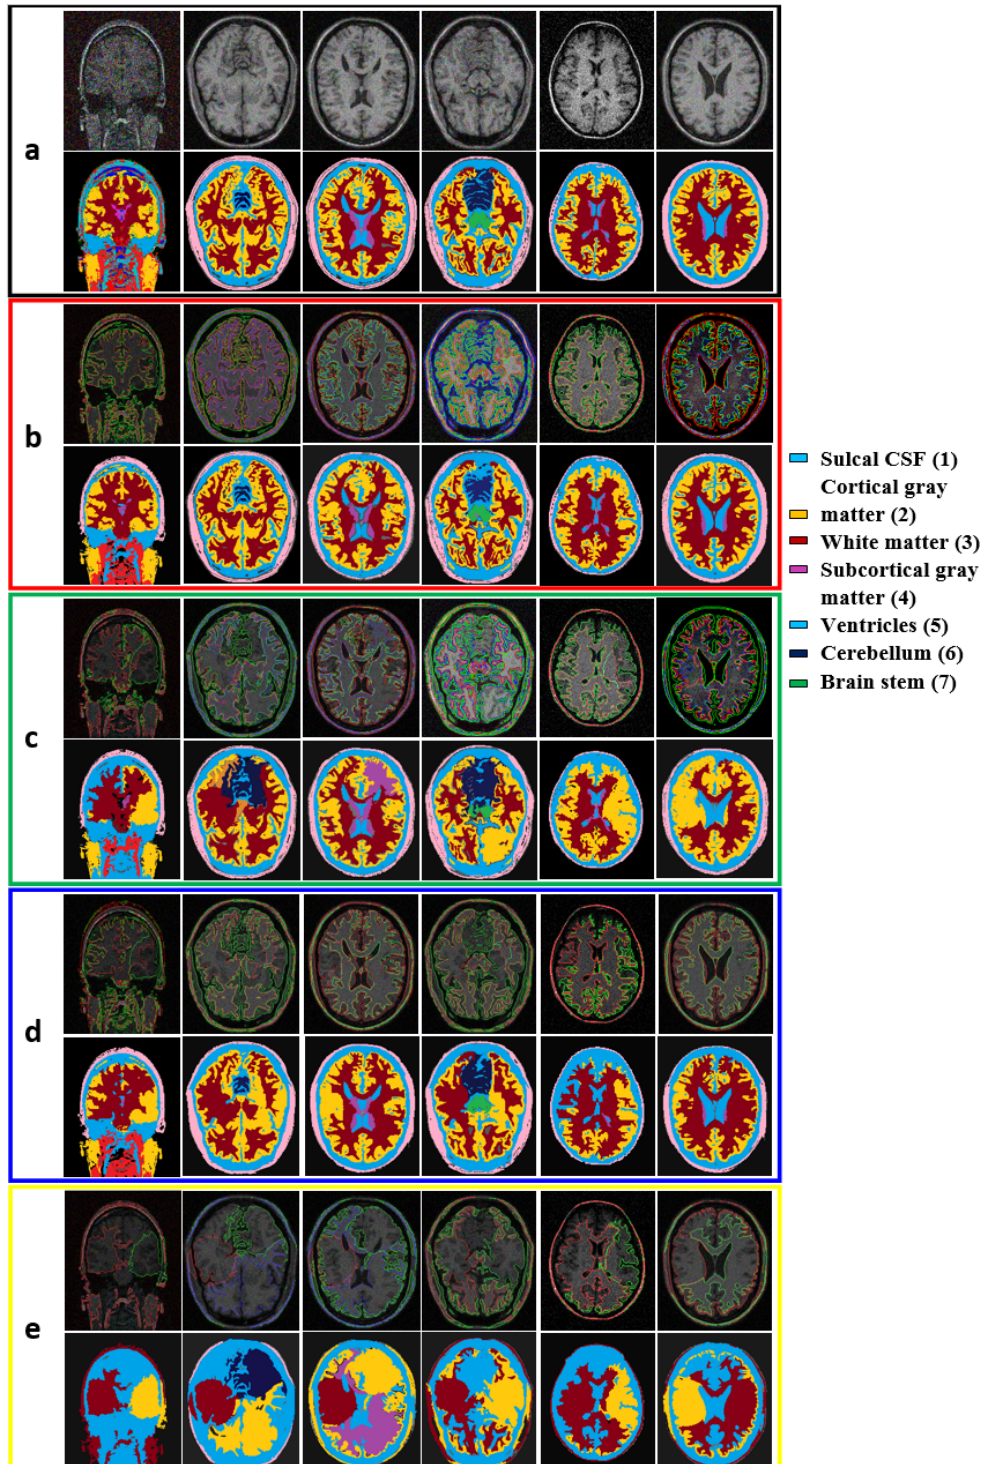 a
b
c
d
e
Sulcal CSF (1)
Cortical gray
matter (2)
White matter (3)
Subcortical gray
matter (4)
Ventricles (5)
Cerebellum (6)
Brain stem (7)